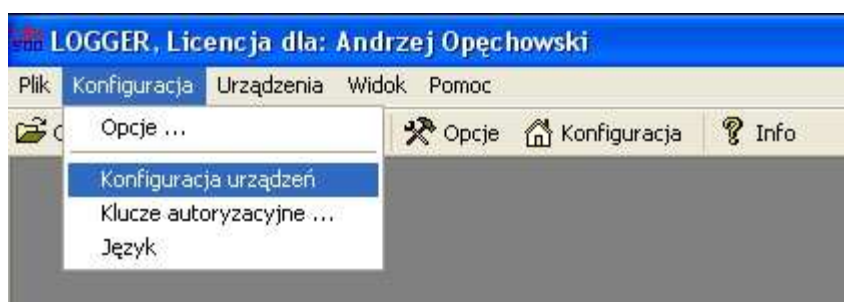 LOGGER, Licencja dla: Andrzej Opęchowski
Plik Konfiguracja Urządzenia Widok Pomoc
Opcje Konfiguracja Info
Opcje ...
Konfiguracja urządzeń
Klucze autoryzacyjne ...
Język